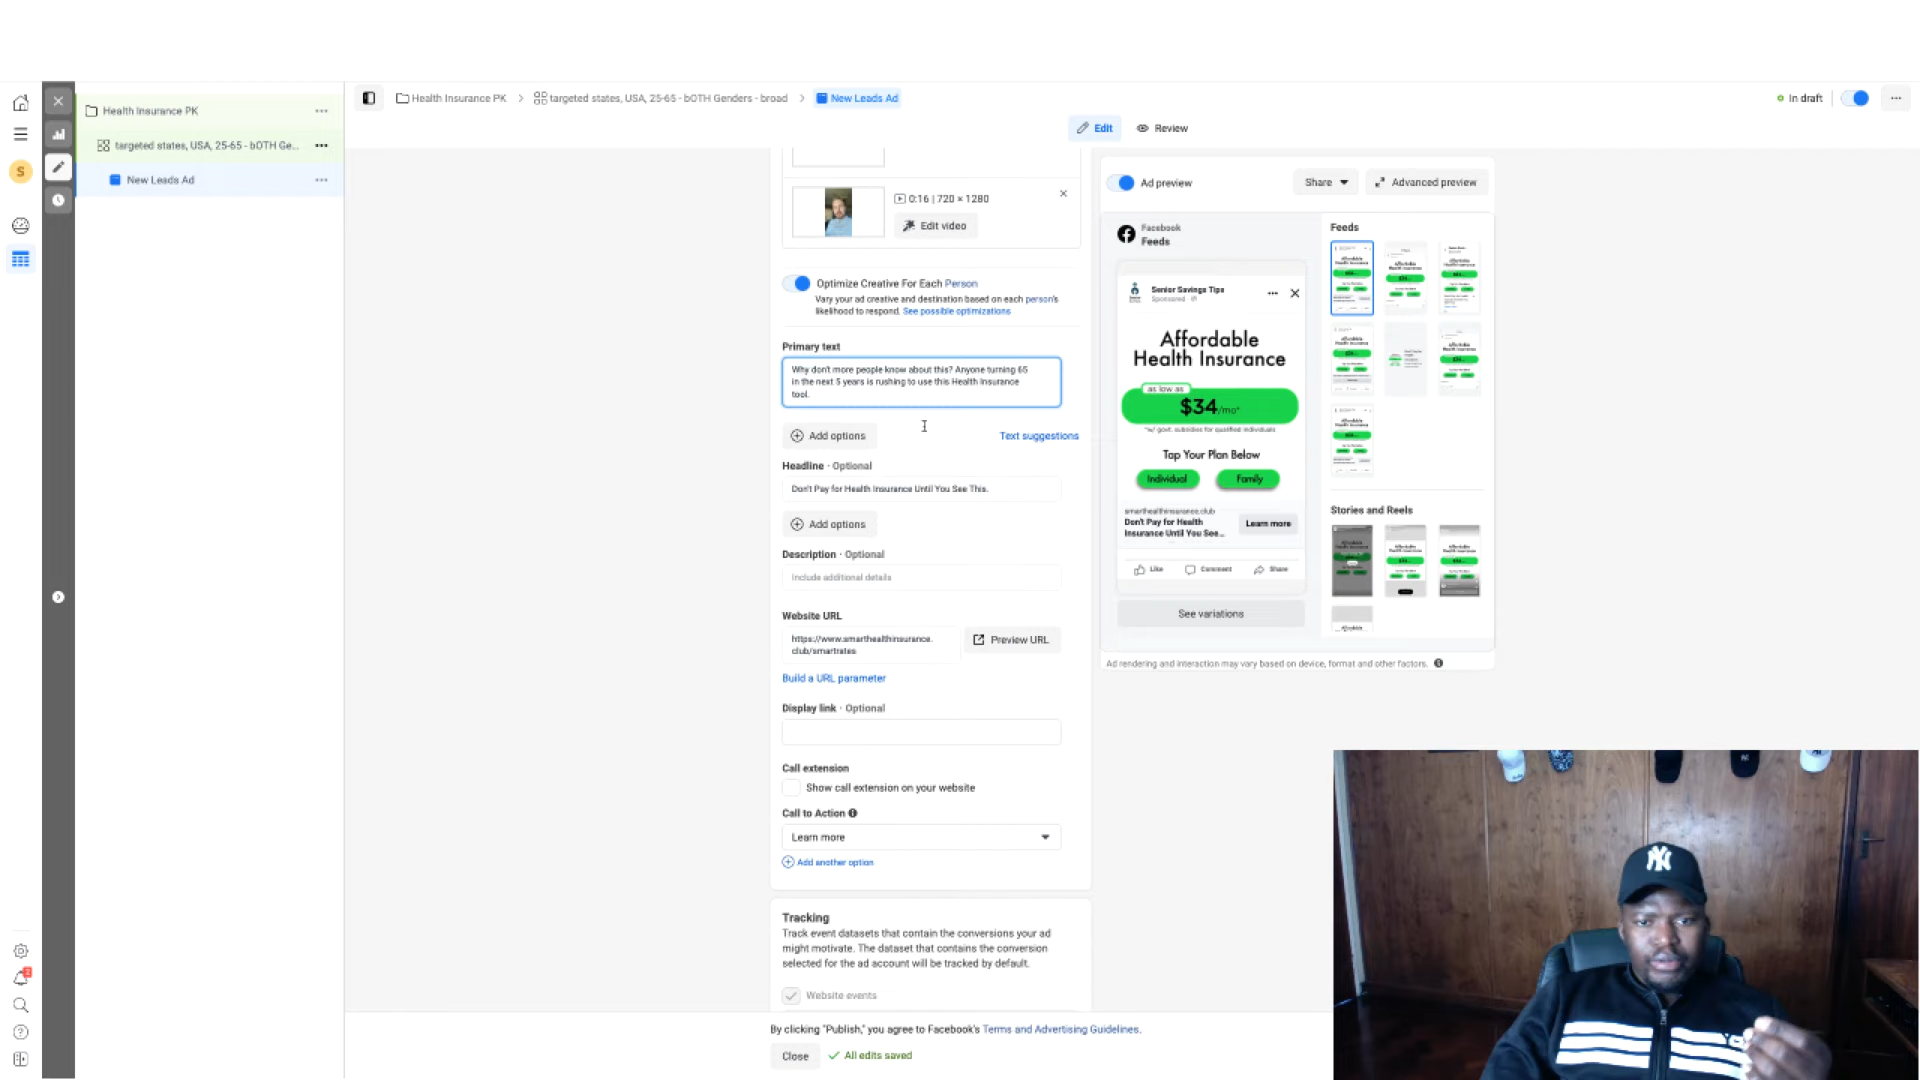 Health Insurance PK
targeted states, USA, 25-65 - bOTH Ge...
New Leads Ad
S
2
Health Insurance PK
targeted states, USA, 25-65 - bOTH Genders - broad
New Leads Ad
In draft
Edit
Review
0:16 | 720 × 1280
Edit video
Optimize Creative For Each Person
Vary your ad creative and destination based on each person's
likelihood to respond. See possible optimizations
Primary text
Why don't more people know about this? Anyone turning 65
in the next 5 years is rushing to use this Health Insurance
tool.
Add options
Text suggestions
Headline · Optional
Don't Pay for Health Insurance Until You See This.
Add options
Description · Optional
Include additional details
Website URL
https://www.smarthealthinsurance.
club/smartrates
Preview URL
Build a URL parameter
Display link · Optional
Call extension
Show call extension on your website
Call to Action
Learn more
Add another option
Tracking
Track event datasets that contain the conversions your ad
might motivate. The dataset that contains the conversion
selected for the ad account will be tracked by default.
Website events
By clicking "Publish," you agree to Facebook's Terms and Advertising Guidelines.
Close
All edits saved
Ad preview
Share
Advanced preview
Facebook
Feeds
Senior Savings Tips
Sponsored
Affordable
Health Insurance
as low as
$34/mo*
*w/ govt. subsidies for qualified individuals
Tap Your Plan Below
Individual
Family
smarthealthinsurance.club
Don't Pay for Health
Insurance Until You See...
Learn more
Like
Comment
Share
See variations
Feeds
Stories and Reels
Ad rendering and interaction may vary based on device, format and other factors.
NY